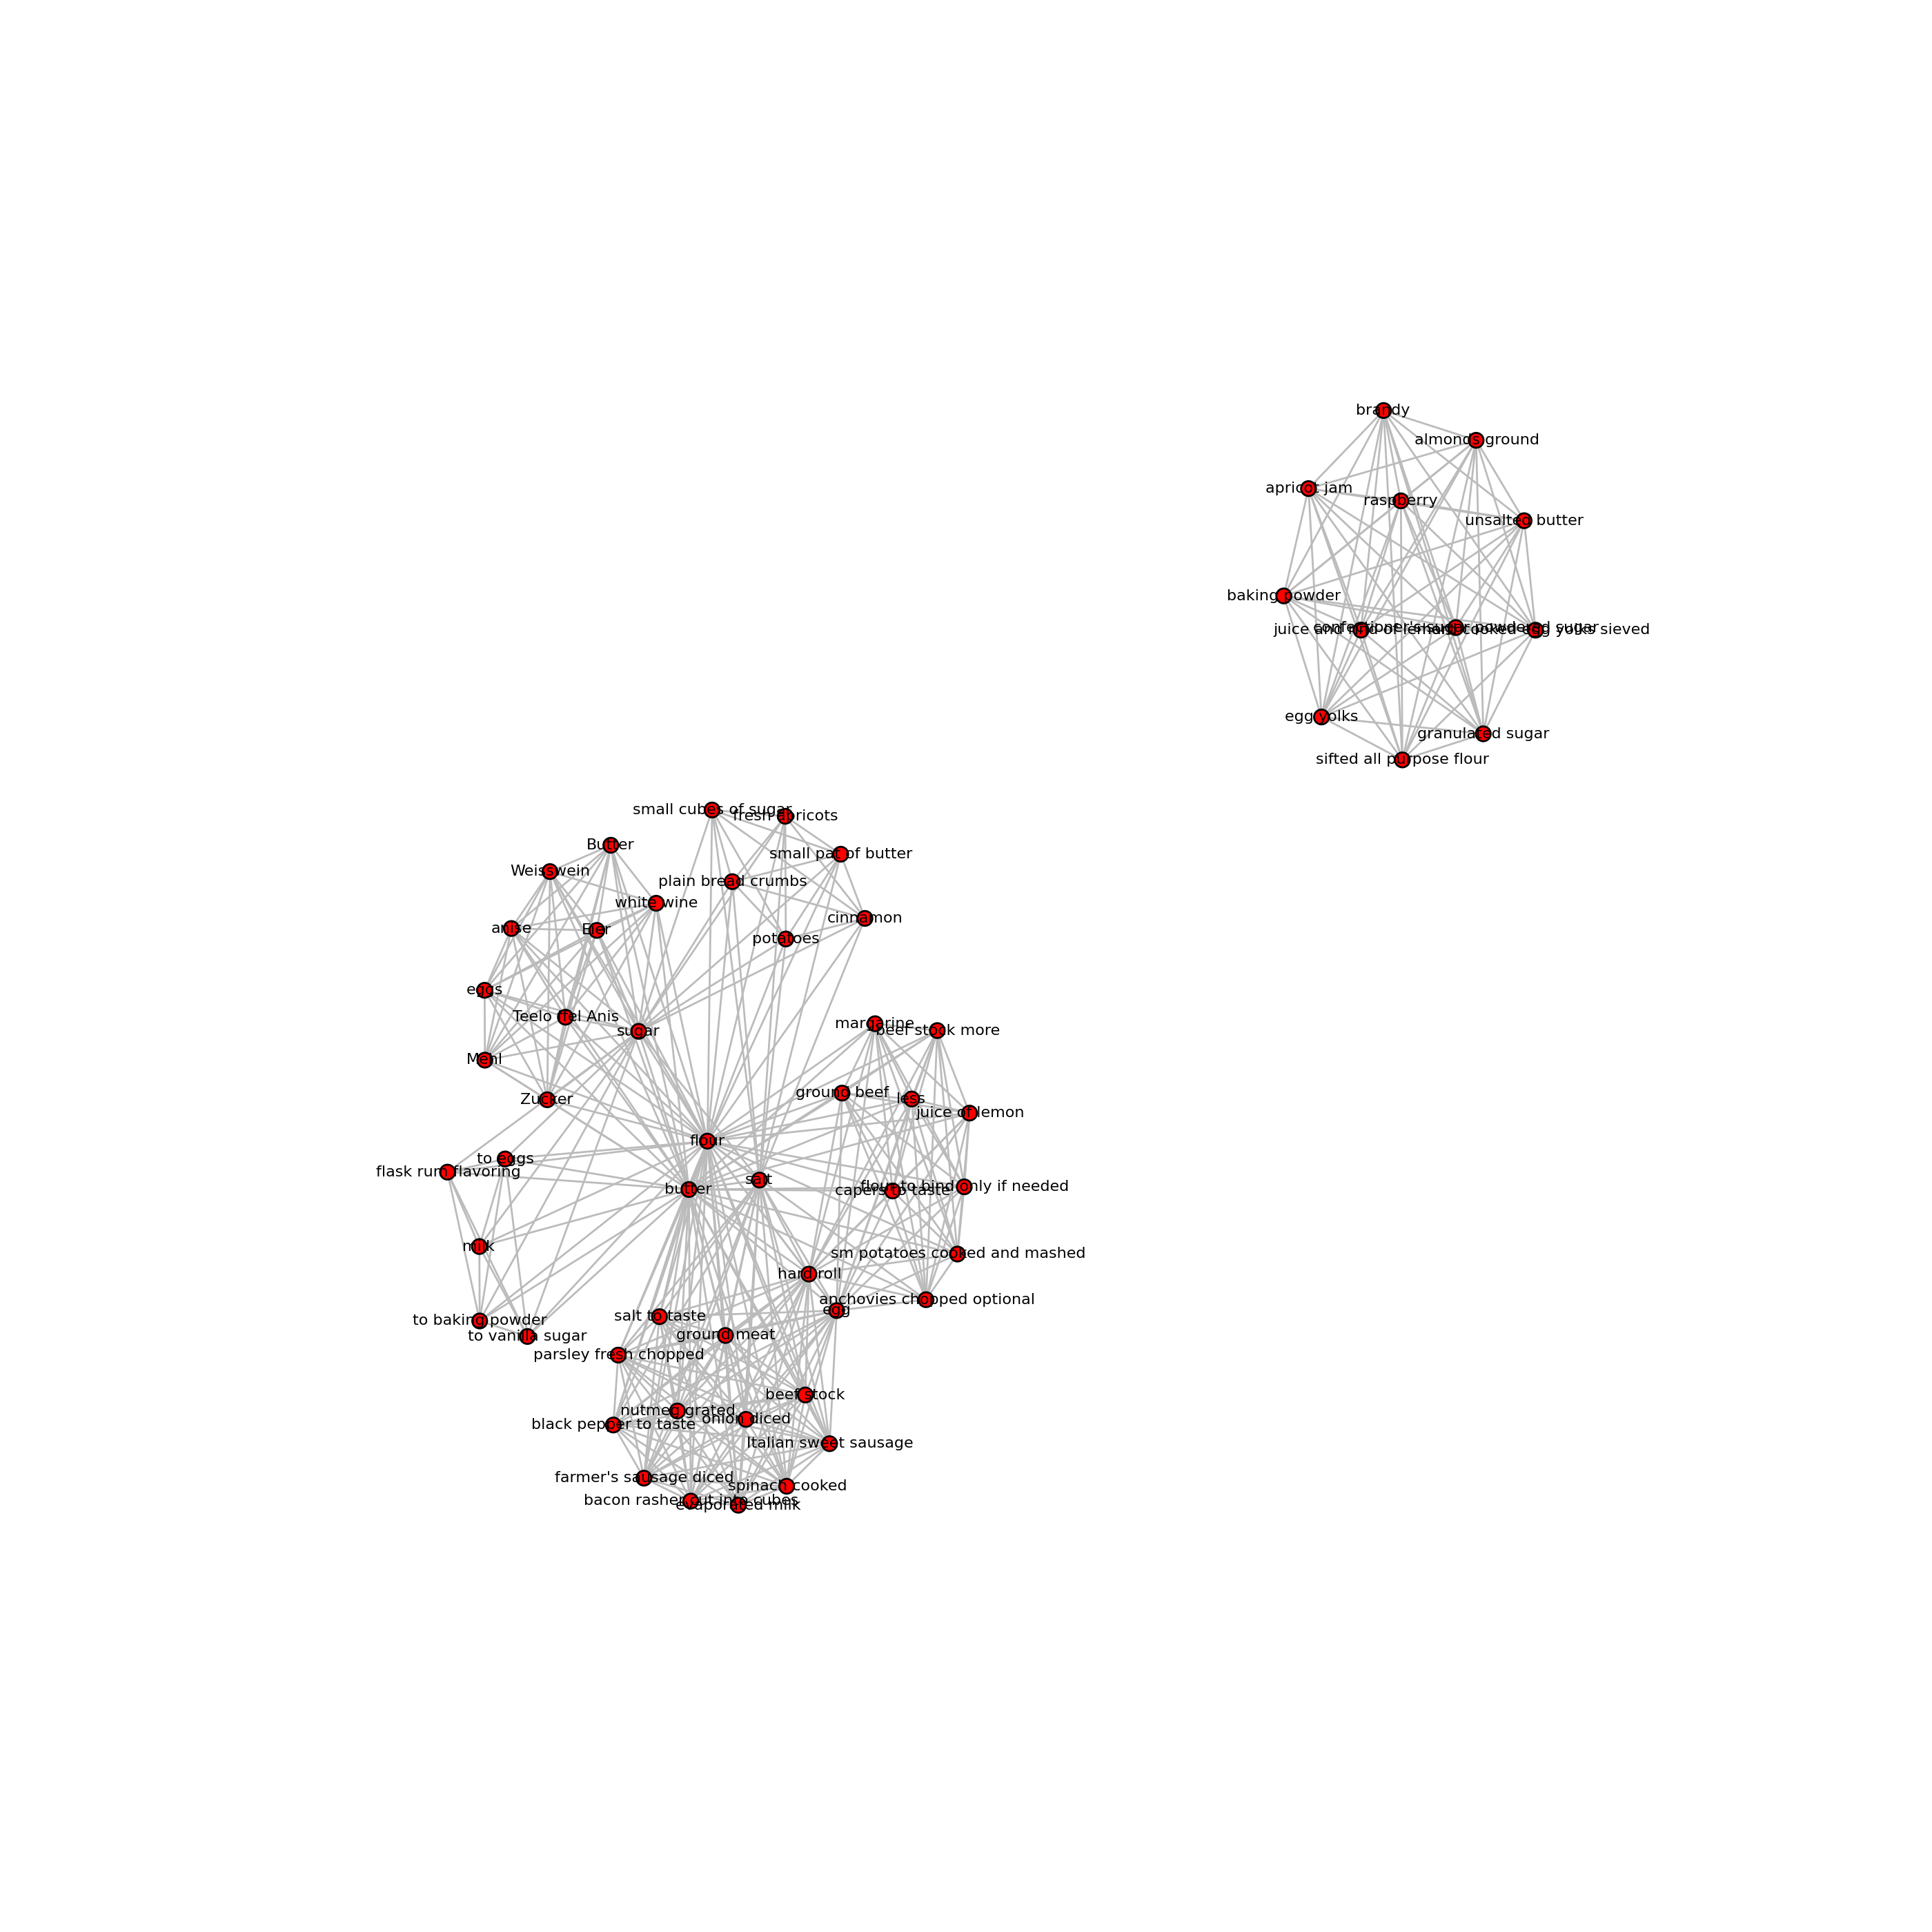 brandy
almonds ground
apricot jam
raspberry
unsalted butter
baking powder
confectioner's sugar powdered sugar
juice and rind of lemon
cooked egg yolks sieved
egg yolks
granulated sugar
sifted all purpose flour
small cubes of sugar
fresh apricots
Butter
small pat of butter
Weisswein
plain bread crumbs
white wine
cinnamon
anise
Eier
potatoes
eggs
Teelo ffel Anis
margarine
sugar
beef stock more
Mehl
ground beef
less
Zucker
juice of lemon
flour
to eggs
flask rum flavoring
salt
butter
capers to taste
flour to bind only if needed
milk
sm potatoes cooked and mashed
hard roll
anchovies chopped optional
egg
salt to taste
to baking powder
to vanilla sugar
ground meat
parsley fresh chopped
beef stock
nutmeg grated
onion diced
black pepper to taste
Italian sweet sausage
farmer's sausage diced
spinach cooked
bacon rasher cut into cubes
evaporated milk